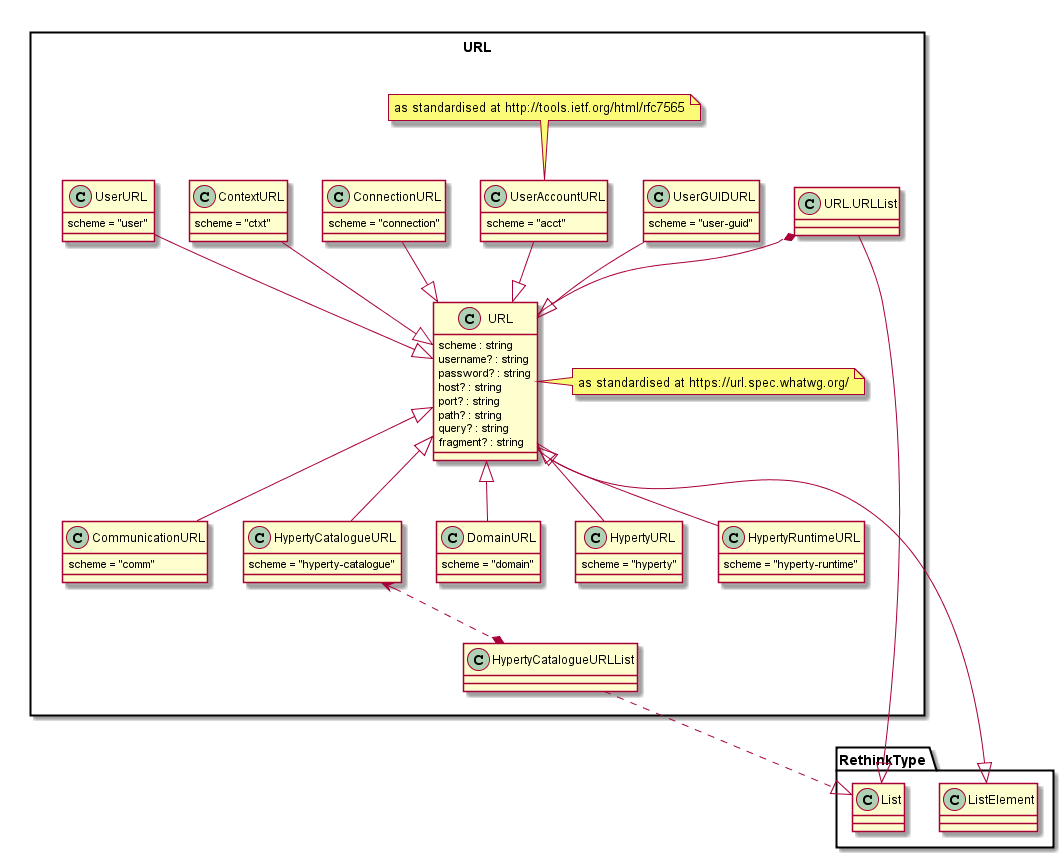 URL
as standardised at http://tools.ietf.org/html/rfc7565
C UserURL
scheme = "user"
C ContextURL
scheme = "ctxt"
C ConnectionURL
scheme = "connection"
C UserAccountURL
scheme = "acct"
C UserGUIDURL
scheme = "user-guid"
C URL.URLList
C URL
scheme : string
username? : string
password? : string
host? : string
port? : string
path? : string
query? : string
fragment? : string
as standardised at https://url.spec.whatwg.org/
C CommunicationURL
scheme = "comm"
C HypertyCatalogueURL
scheme = "hyperty-catalogue"
C DomainURL
scheme = "domain"
C HypertyURL
scheme = "hyperty"
C HypertyRuntimeURL
scheme = "hyperty-runtime"
C HypertyCatalogueURLList
RethinkType
C List
C ListElement